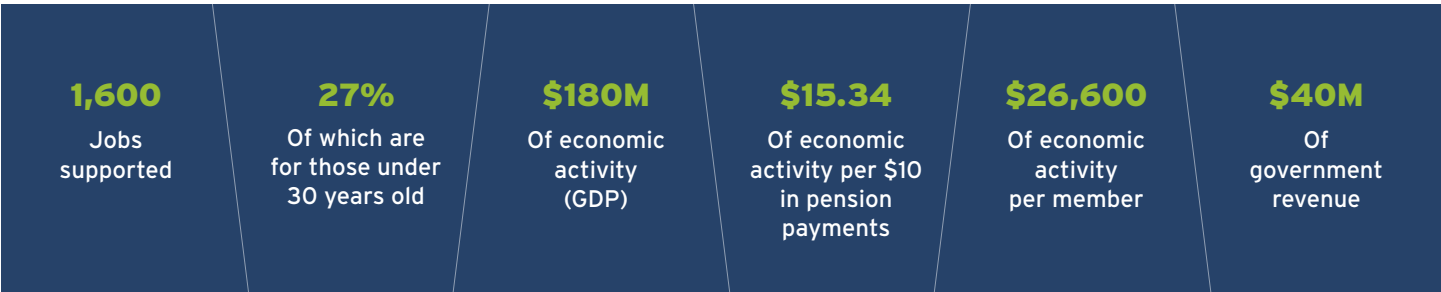 1,600
Jobs
supported
27%
Of which are
for those under
30 years old
$180M
Of economic
activity
(GDP)
$15.34
Of economic
activity per $10
in pension
payments
$26,600
Of economic
activity
per member
$40M
Of
government
revenue